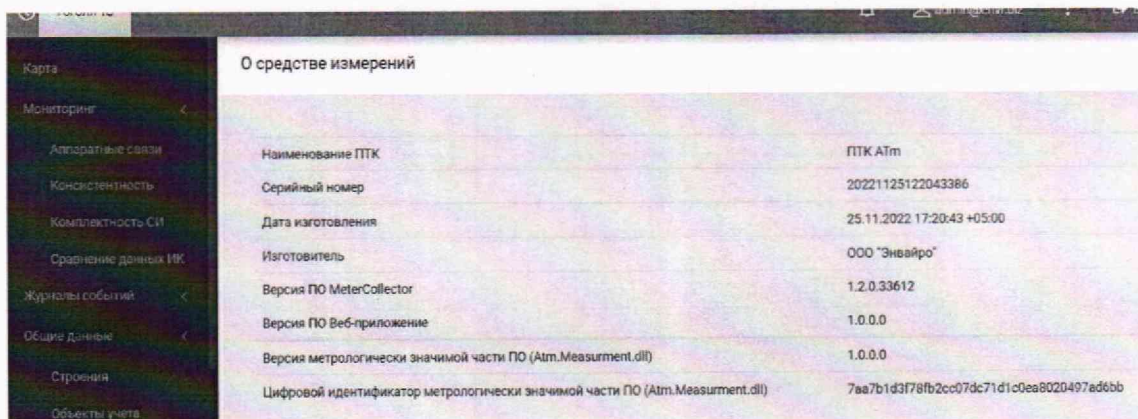 Карта
Мониторинг
Аппаратные связи
Консистентность
Комплектность СИ
Сравнение данных ИК
Журналы событий
Общие данные
Строения
Объекты учета
О средстве измерений
Наименование ПТК ПТК ATm
Серийный номер 20221125122043386
Дата изготовления 25.11.2022 17:20:43 +05:00
Изготовитель ООО "Энвайро"
Версия ПО MeterCollector 1.2.0.33612
Версия ПО Веб-приложение 1.0.0.0
Версия метрологически значимой части ПО (Atm.Measurment.dll) 1.0.0.0
Цифровой идентификатор метрологически значимой части ПО (Atm.Measurment.dll) 7aa7b1d3f78fb2cc07dc71d1c0ea8020497ad6bb